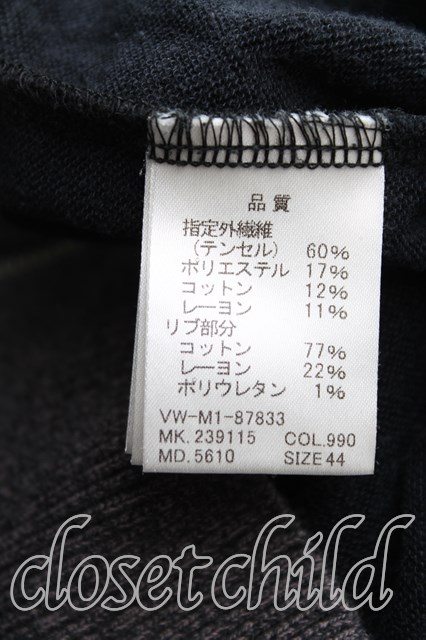 品質
指定外繊維
(テンセル) 60%
ポリエステル 17%
コットン 12%
レーヨン 11%
リブ部分
コットン 77%
レーヨン 22%
ポリウレタン 1%
VW-M1-87833
MK. 239115 COL.990
MD. 5610 SIZE 44
closet child